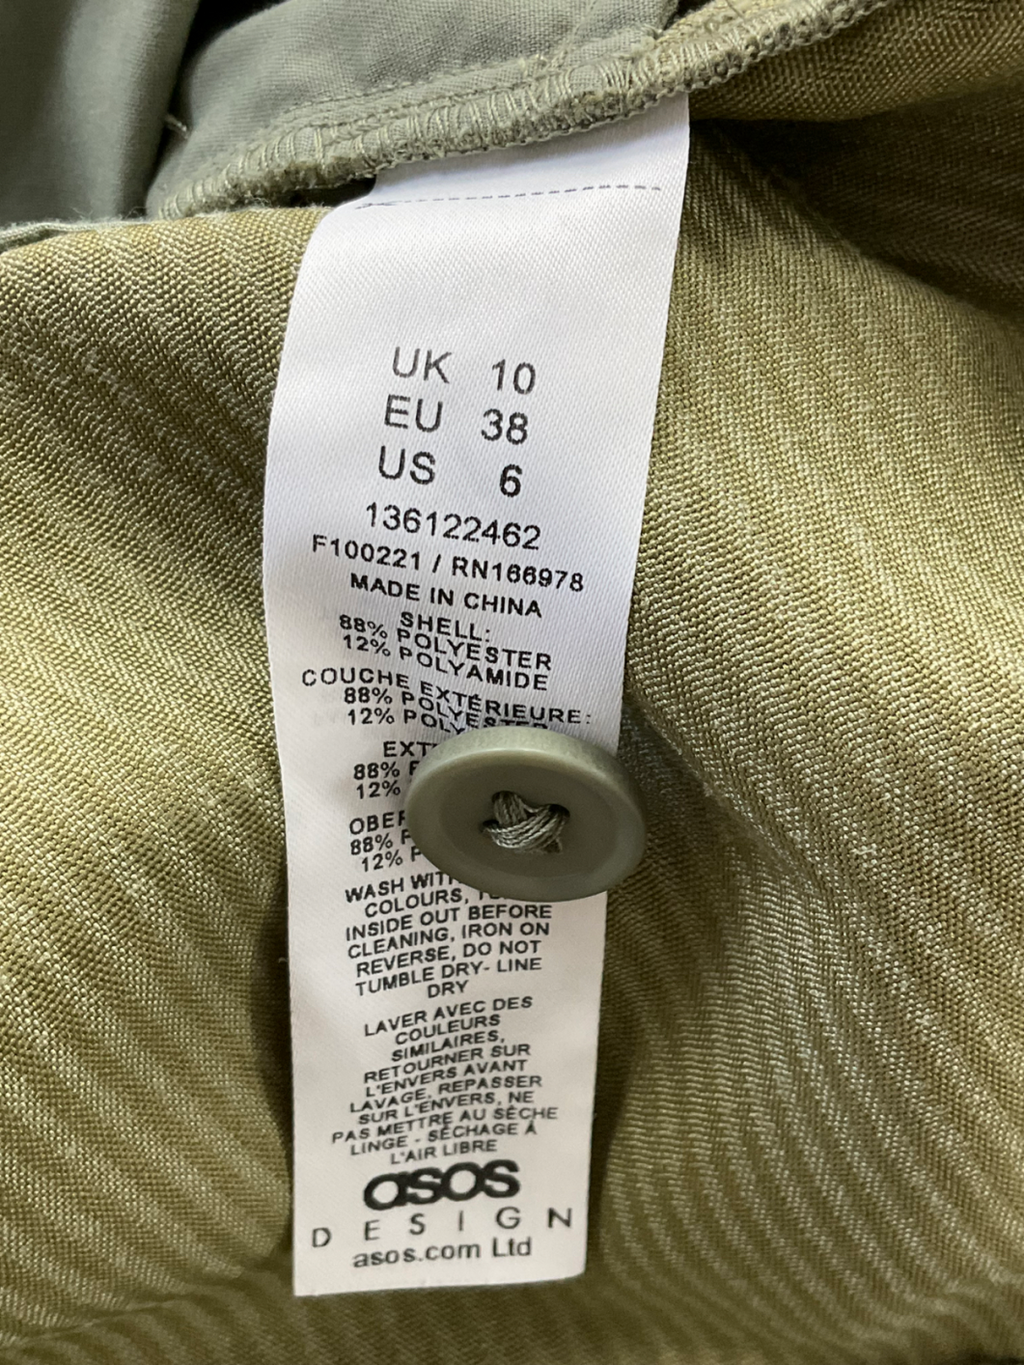 UK 10
EU 38
US 6
136122462
F100221 / RN166978
MADE IN CHINA
SHELL:
88% POLYESTER
12% POLYAMIDE
COUCHE EXTÉRIEURE:
88% POLYESTER
12%
88%
12%
88%
12%
WASH
COLOURS,
INSIDE OUT BEFORE
CLEANING, IRON ON
REVERSE, DO NOT
TUMBLE DRY- LINE
DRY
LAVER AVEC DES
COULEURS
SIMILAIRES,
RETOURNER SUR
L'ENVERS AVANT
LAVAGE, REPASSER
SUR L'ENVERS, NE
PAS METTRE AU SÈCHE
LINGE - SÉCHAGE À
L'AIR LIBRE
asos
DESIGN
asos.com Ltd